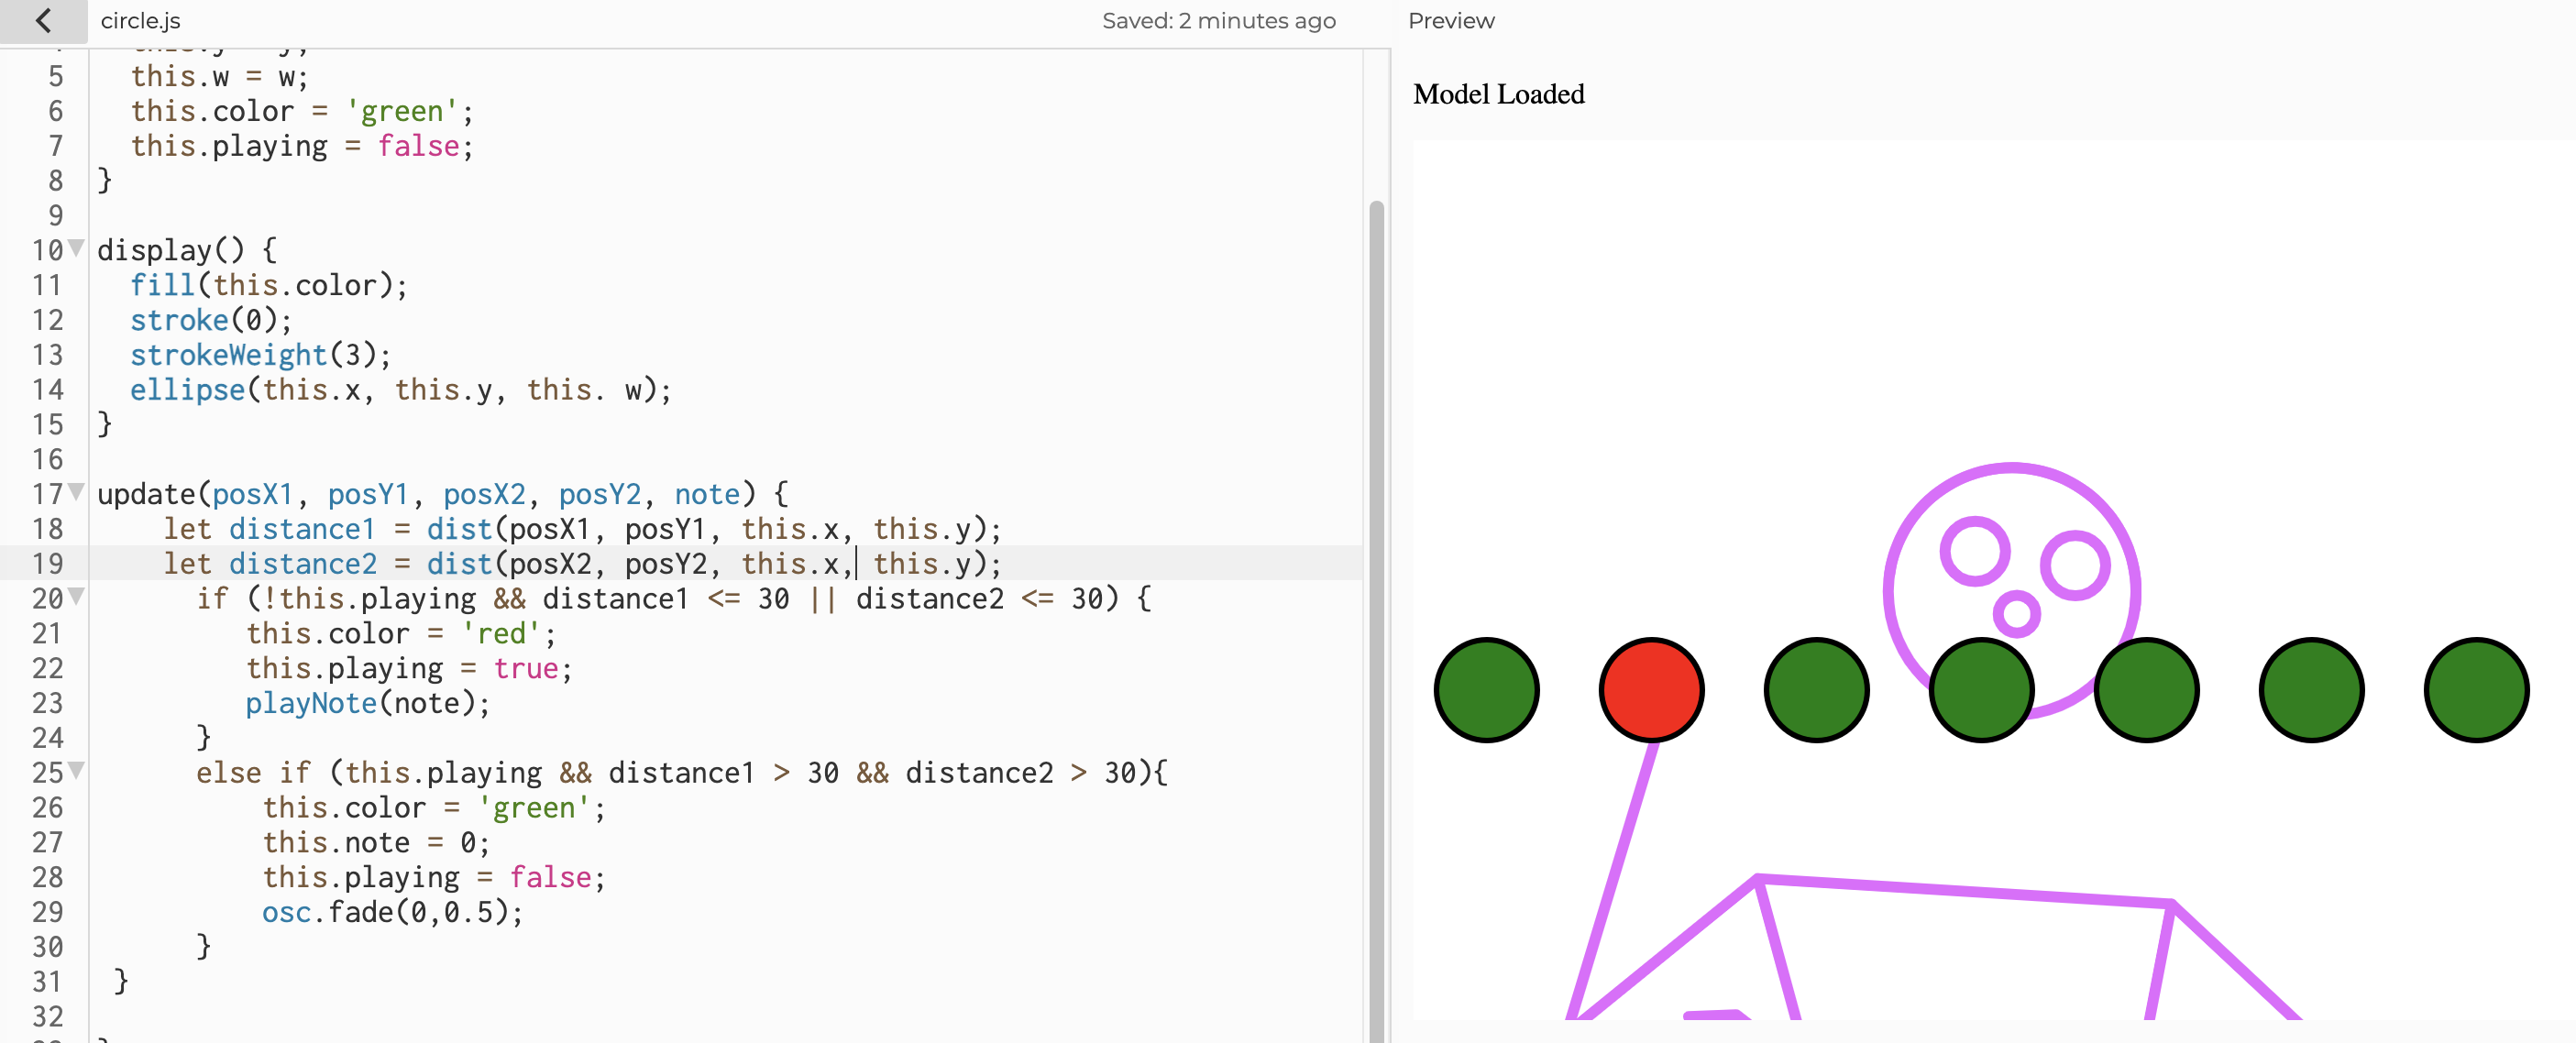 circle.js
Saved: 2 minutes ago
Preview
5 this.w = w;
6 this.color = 'green';
7 this.playing = false;
8 }
9
10 display() {
11 fill(this.color);
12 stroke(0);
13 strokeWeight(3);
14 ellipse(this.x, this.y, this. w);
15 }
16
17 update(posX1, posY1, posX2, posY2, note) {
18 let distance1 = dist(posX1, posY1, this.x, this.y);
19 let distance2 = dist(posX2, posY2, this.x, this.y);
20 if (!this.playing && distance1 <= 30 || distance2 <= 30) {
21 this.color = 'red';
22 this.playing = true;
23 playNote(note);
24 }
25 else if (this.playing && distance1 > 30 && distance2 > 30){
26 this.color = 'green';
27 this.note = 0;
28 this.playing = false;
29 osc.fade(0,0.5);
30 }
31 }
32
Model Loaded